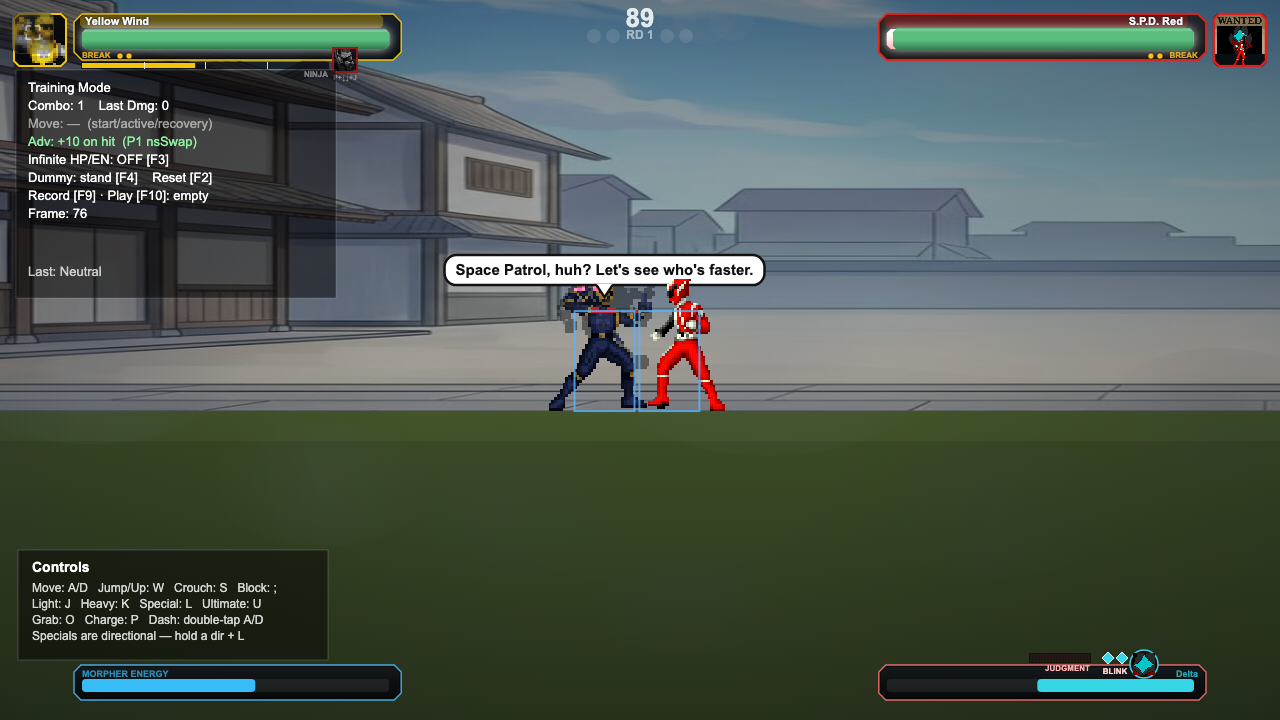 Yellow Wind
89
RD 1
S.P.D. Red
WANTED
BREAK
BREAK
NINJA
Training Mode
Combo: 1 Last Dmg: 0
Move: — (start/active/recovery)
Adv: +10 on hit (P1 nsSwap)
Infinite HP/EN: OFF [F3]
Dummy: stand [F4] Reset [F2]
Record [F9] · Play [F10]: empty
Frame: 76
Last: Neutral
Space Patrol, huh? Let's see who's faster.
Controls
Move: A/D Jump/Up: W Crouch: S Block: ;
Light: J Heavy: K Special: L Ultimate: U
Grab: O Charge: P Dash: double-tap A/D
Specials are directional — hold a dir + L
MORPHER ENERGY
JUDGMENT
BLINK
Delta